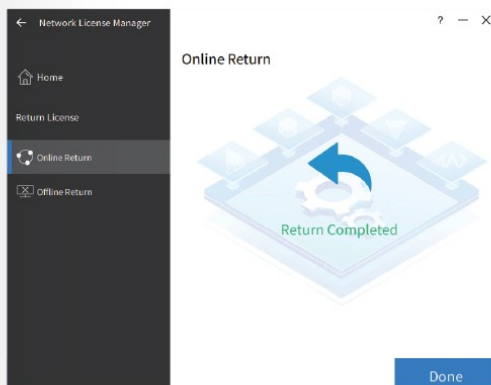 Network License Manager
Home
Return License
Online Return
Offline Return
? — X
Online Return
Return Completed
Done